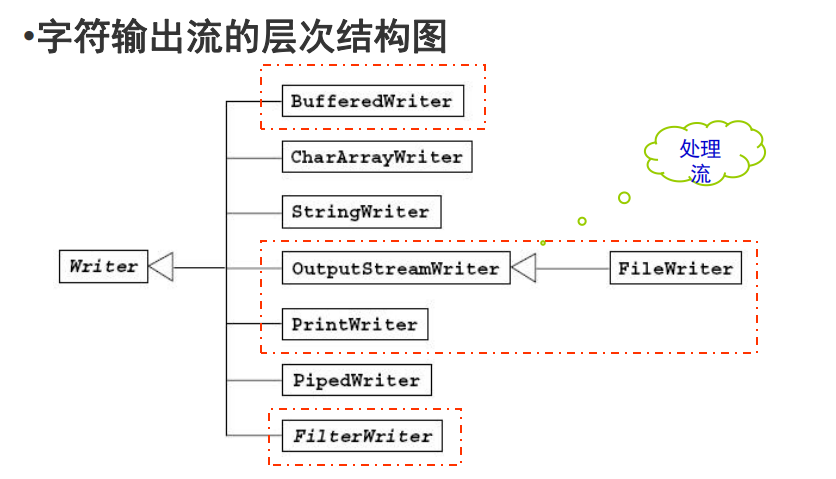 •字符输出流的层次结构图
BufferedWriter
处理
流
CharArrayWriter
StringWriter
Writer
OutputStreamWriter
FileWriter
PrintWriter
PipedWriter
FilterWriter